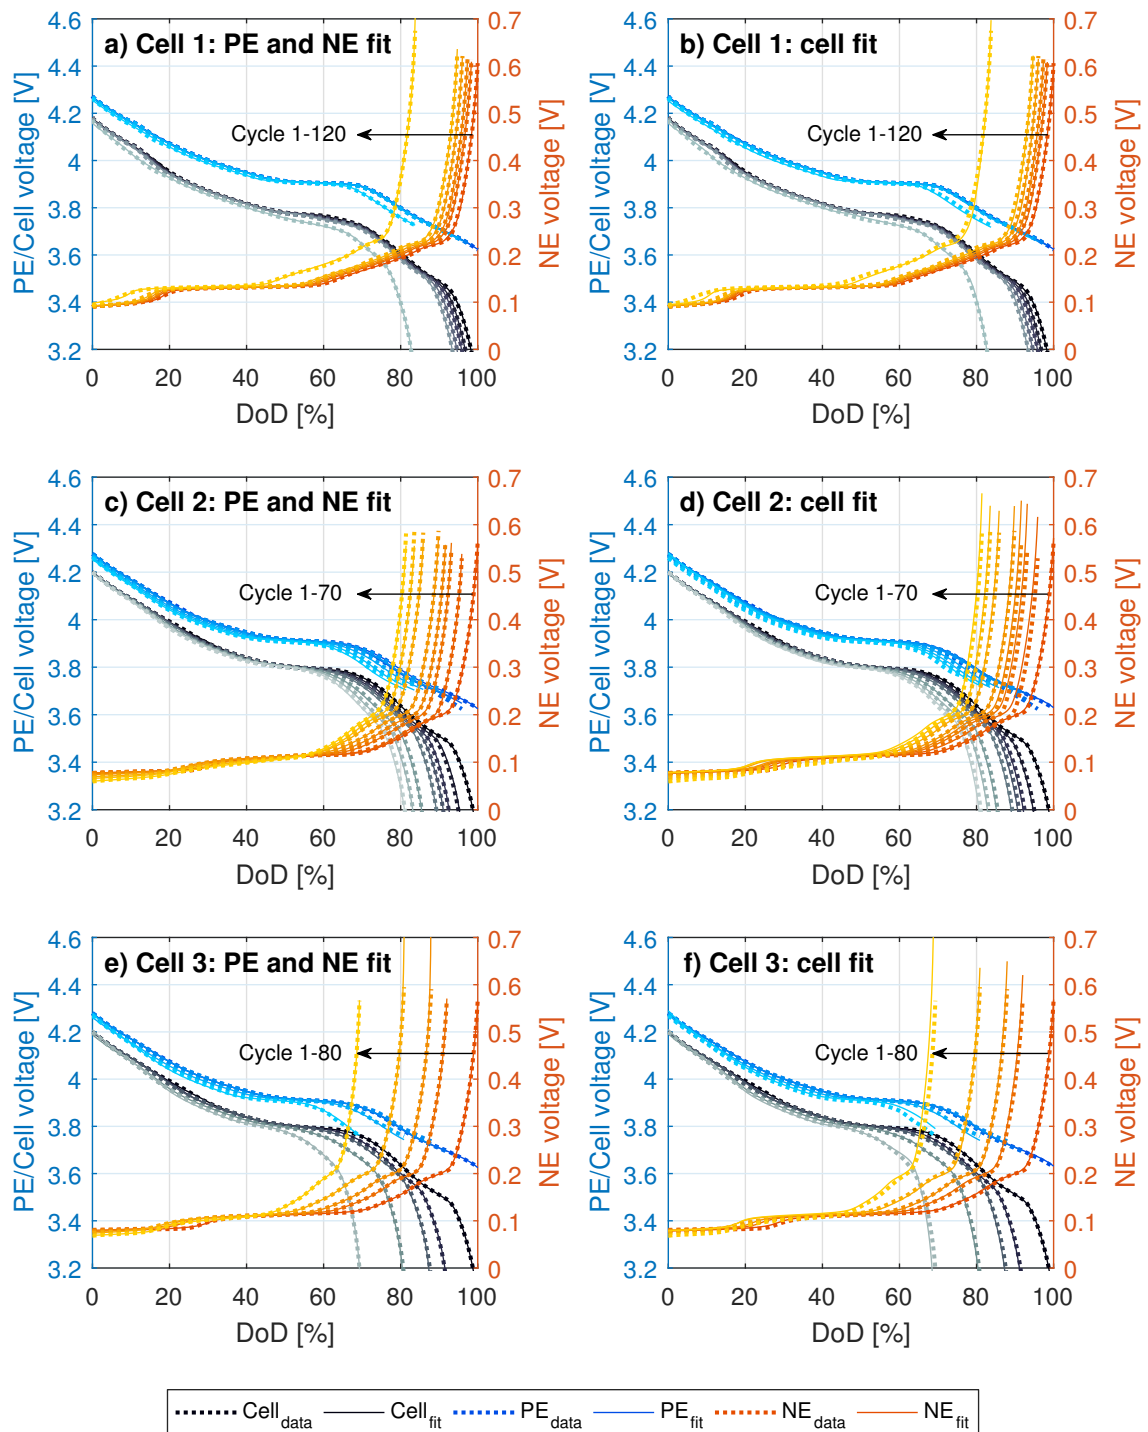 a) Cell 1: PE and NE fit
PE/Cell voltage [V]
4.6
4.4
4.2
4
3.8
3.6
3.4
3.2
Cycle 1-120
0.7
0.6
0.5
0.4
0.3
0.2
0.1
0
NE voltage [V]
0 20 40 60 80 100
DoD [%]
b) Cell 1: cell fit
PE/Cell voltage [V]
4.6
4.4
4.2
4
3.8
3.6
3.4
3.2
Cycle 1-120
0.7
0.6
0.5
0.4
0.3
0.2
0.1
0
NE voltage [V]
0 20 40 60 80 100
DoD [%]
c) Cell 2: PE and NE fit
PE/Cell voltage [V]
4.6
4.4
4.2
4
3.8
3.6
3.4
3.2
Cycle 1-70
0.7
0.6
0.5
0.4
0.3
0.2
0.1
0
NE voltage [V]
0 20 40 60 80 100
DoD [%]
d) Cell 2: cell fit
PE/Cell voltage [V]
4.6
4.4
4.2
4
3.8
3.6
3.4
3.2
Cycle 1-70
0.7
0.6
0.5
0.4
0.3
0.2
0.1
0
NE voltage [V]
0 20 40 60 80 100
DoD [%]
e) Cell 3: PE and NE fit
PE/Cell voltage [V]
4.6
4.4
4.2
4
3.8
3.6
3.4
3.2
Cycle 1-80
0.7
0.6
0.5
0.4
0.3
0.2
0.1
0
NE voltage [V]
0 20 40 60 80 100
DoD [%]
f) Cell 3: cell fit
PE/Cell voltage [V]
4.6
4.4
4.2
4
3.8
3.6
3.4
3.2
Cycle 1-80
0.7
0.6
0.5
0.4
0.3
0.2
0.1
0
NE voltage [V]
0 20 40 60 80 100
DoD [%]
Cell_data Cell_fit PE_data PE_fit NE_data NE_fit